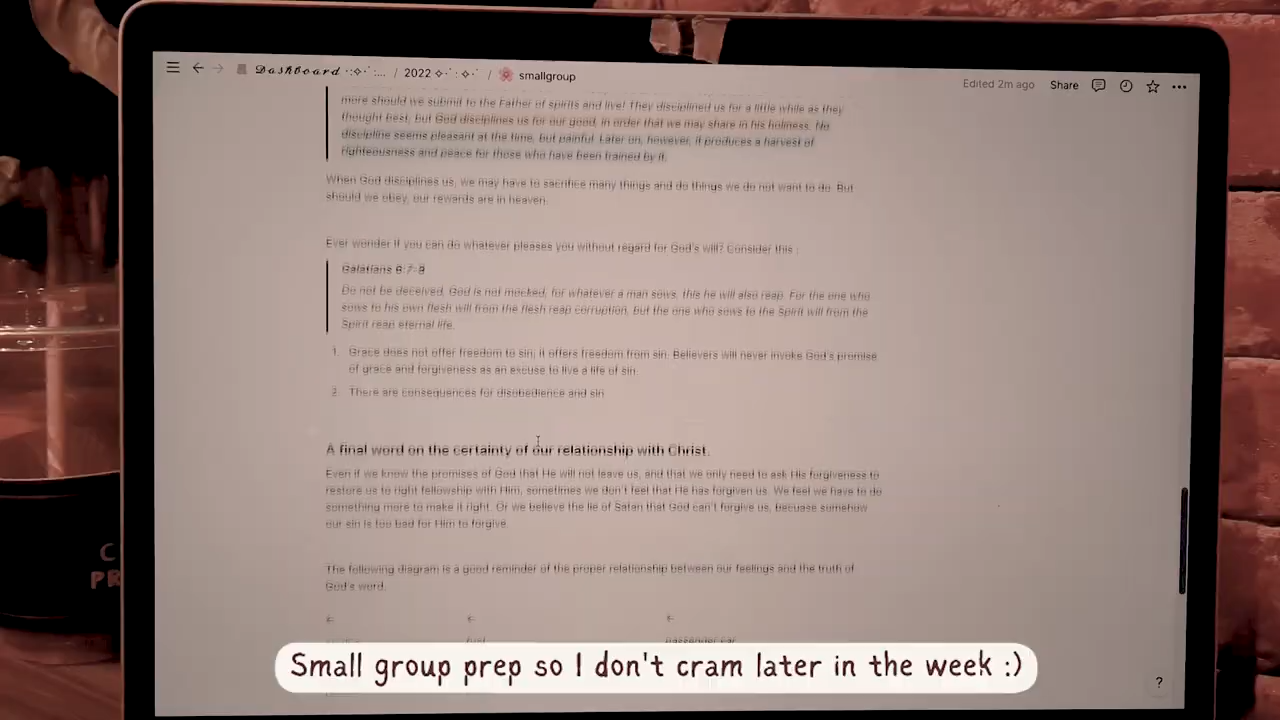 Dashboard ·:✧·˙:... / 2022 ✧·˙:✧·˙ / 🌸 smallgroup
Edited 2m ago Share
more should we submit to the Father of spirits and live! They disciplined us for a little while as they
thought best, but God disciplines us for our good, in order that we may share in his holiness. No
discipline seems pleasant at the time, but painful. Later on, however, it produces a harvest of
righteousness and peace for those who have been trained by it.
When God disciplines us, we may have to sacrifice many things and do things we do not want to do. But
should we obey, our rewards are in heaven.
Ever wonder if you can do whatever pleases you without regard for God's will? Consider this :
Galatians 6:7-8
Do not be deceived, God is not mocked, for whatever a man sows, this he will also reap. For the one who
sows to his own flesh will from the flesh reap corruption, but the one who sows to the Spirit will from the
Spirit reap eternal life.
1. Grace does not offer freedom to sin; it offers freedom from sin. Believers will never invoke God's promise
of grace and forgiveness as an excuse to live a life of sin.
2. There are consequences for disobedience and sin
A final word on the certainty of our relationship with Christ.
Even if we know the promises of God that He will not leave us, and that we only need to ask His forgiveness to
restore us to right fellowship with Him, sometimes we don't feel that He has forgiven us. We feel we have to do
something more to make it right. Or we believe the lie of Satan that God can't forgive us, becuase somehow
our sin is too bad for Him to forgive.
The following diagram is a good reminder of the proper relationship between our feelings and the truth of
God's word.
fuel passenger car
Small group prep so I don't cram later in the week :)
?
C
PR